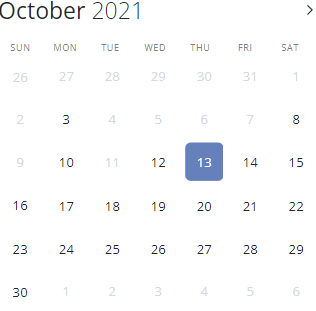 October 2021
SUN MON TUE WED THU FRI SAT
26 27 28 29 30 31 1
2 3 4 5 6 7 8
9 10 11 12 13 14 15
16 17 18 19 20 21 22
23 24 25 26 27 28 29
30 1 2 3 4 5 6